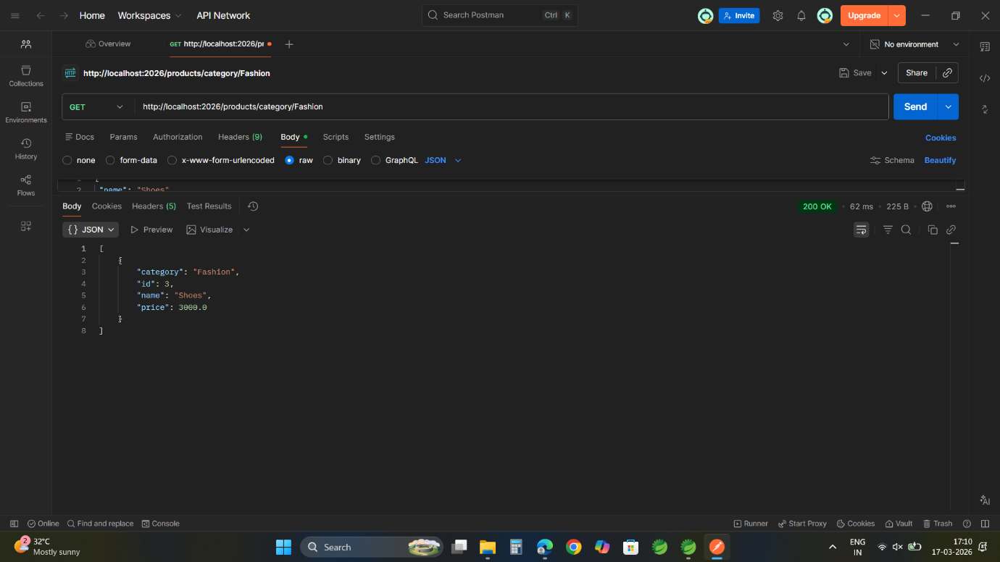 Home Workspaces API Network Search Postman Ctrl K Invite Upgrade
Overview GET http://localhost:2026/pr No environment
HTTP http://localhost:2026/products/category/Fashion Save Share
GET http://localhost:2026/products/category/Fashion Send
Collections
Environments
History
Flows
Docs Params Authorization Headers (9) Body Scripts Settings Cookies
none form-data x-www-form-urlencoded raw binary GraphQL JSON Schema Beautify
2 "name": "Shoes"
Body Cookies Headers (5) Test Results 200 OK 62 ms 225 B
{ } JSON Preview Visualize
1 [
2 {
3 "category": "Fashion",
4 "id": 3,
5 "name": "Shoes",
6 "price": 3000.0
7 }
8 ]
AI
Online Find and replace Console Runner Start Proxy Cookies Vault Trash
2 32°C
Mostly sunny
Search
ENG
IN
17:10
17-03-2026